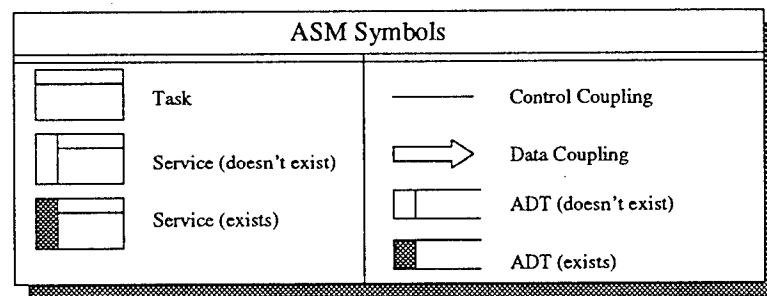 ASM Symbols
Task
Service (doesn't exist)
Service (exists)
Control Coupling
Data Coupling
ADT (doesn't exist)
ADT (exists)